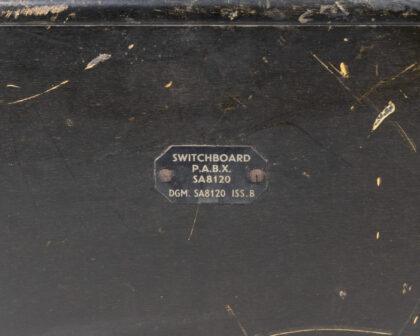 SWITCHBOARD
P.A.B.X.
SA8120
DGM. SA8120 ISS.B